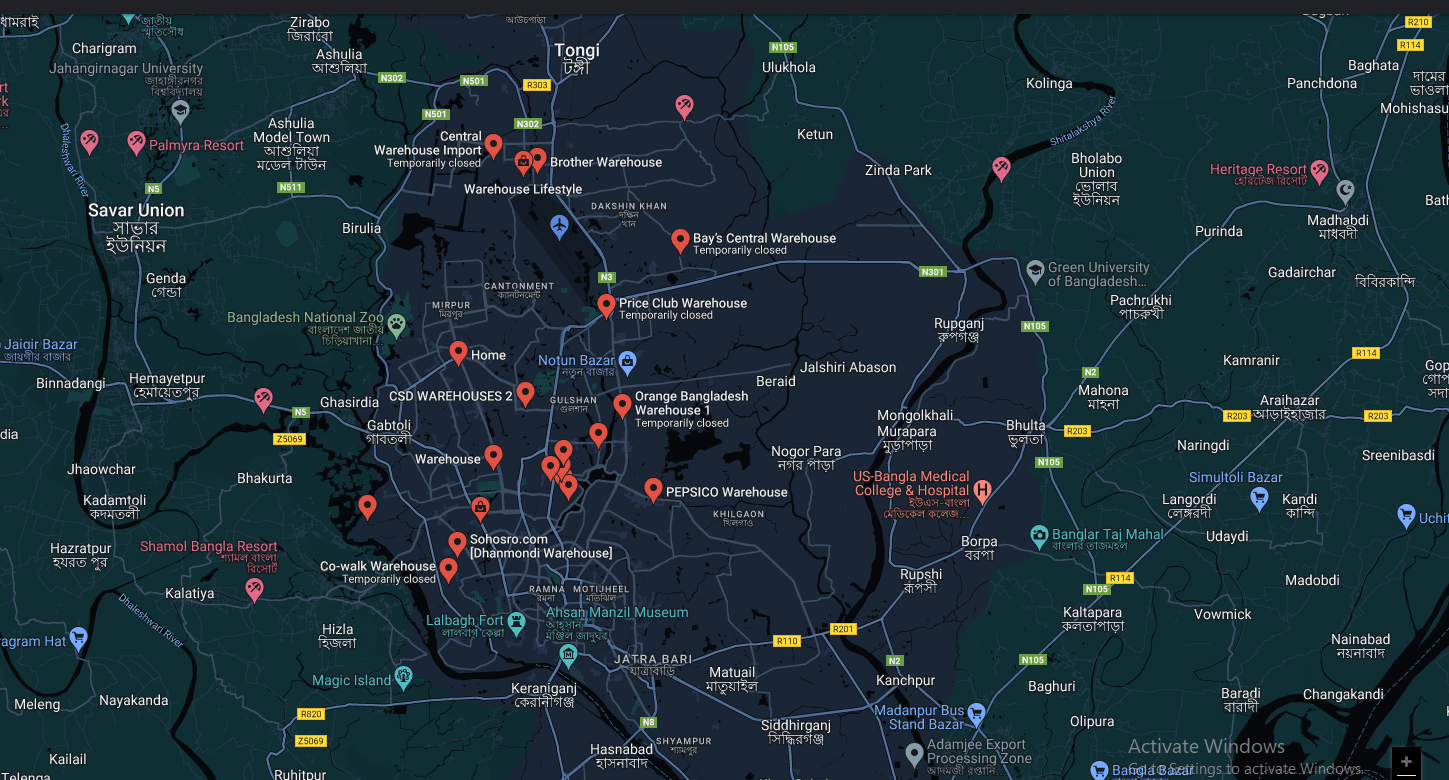 ধামরাই
জাতীয়
স্মৃতিসৌধ
Zirabo
জিরাবো
আউচপাড়া
R210
Charigram
Ashulia
আশুলিয়া
Tongi
টঙ্গী
N105
Ulukhola
R114
Baghata
Jahangirnagar University
জাহাঙ্গীরনগর
বিশ্ববিদ্যালয়
N302
N501
R303
Kolinga
Panchdona
দামের
Mohishasu
N501
N302
Shitalakshya River
Dhaleshwari River
Ashulia
Model Town
আশুলিয়া
মডেল টাউন
Palmyra Resort
Central
Warehouse Import
Temporarily closed
Brother Warehouse
Warehouse Lifestyle
Ketun
Zinda Park
Bholabo
Union
ভোলাব
ইউনিয়ন
Heritage Resort
হেরিটেজ রিসোর্ট
N5
N511
Savar Union
সাভার
ইউনিয়ন
Birulia
DAKSHIN KHAN
দক্ষিণ
খান
Bay's Central Warehouse
Temporarily closed
Madhabdi
মাধবদী
Bath
Purinda
Genda
গেন্ডা
N3
N301
Green University
of Bangladesh...
Gadairchar
বিবিরকান্দি
CANTONMENT
ক্যানটনমেন্ট
MIRPUR
মিরপুর
Price Club Warehouse
Temporarily closed
Pachrukhi
পাচরুখী
Bangladesh National Zoo
বাংলাদেশ জাতীয়
চিড়িয়াখানা...
Rupganj
রুপগঞ্জ
N105
Jaigir Bazar
জায়গীর বাজার
Home
Notun Bazar
নতুন বাজার
R114
Kamranir
Jalshiri Abason
Beraid
N2
Binnadangi
Hemayetpur
হেমায়েতপুর
Mahona
মাহনা
CSD WAREHOUSES 2
GULSHAN
গুলশান
Orange Bangladesh
Warehouse 1
Temporarily closed
Ghasirdia
N5
Araihazar
আড়াইহাজার
R203
R203
Gabtoli
গাবতলী
Z5069
Mongolkhali
Murapara
মুড়াপাড়া
Bhulta
ভুলতা
R203
Naringdi
Sreenibasdi
Warehouse
Nogor Para
নগর পাড়া
N105
Jhaowchar
Bhakurta
US-Bangla Medical
College & Hospital
ইউএস-বাংলা
মেডিকেল কলেজ...
Simultoli Bazar
PEPSICO Warehouse
Kadamtoli
কদমতলী
Langordi
লেঙ্গরদী
Kandi
কান্দি
KHILGAON
খিলগাও
Uchit
Sohosro.com
[Dhanmondi Warehouse]
Banglar Taj Mahal
বাংলার তাজমহল
Udaydi
Hazratpur
হযরত পুর
Shamol Bangla Resort
শ্যামল বাংলা
রিসোর্ট
Borpa
বরপা
Co-walk Warehouse
Temporarily closed
Rupshi
রূপসী
R114
N105
Madobdi
Kalatiya
RAMNA
রমনা
MOTIJHEEL
মতিঝিল
Dhaleshwari River
Lalbagh Fort
লালবাগ কেল্লা
Ahsan Manzil Museum
আহসান
মঞ্জিল জাদুঘর
Kaltapara
কলতাপাড়া
Vowmick
Hizla
হিজলা
R201
R110
Nainabad
নয়নাবাদ
ragram Hat
JATRA BARI
যাত্রাবাড়ি
N2
N105
Magic Island
Matuail
মাতুয়াইল
Kanchpur
Baghuri
Keraniganj
কেরানীগঞ্জ
Baradi
বারাদী
Changakandi
Meleng
Nayakanda
R820
N8
Madanpur Bus
Stand Bazar
Olipura
Siddhirganj
সিদ্ধিরগঞ্জ
Z5069
SHYAMPUR
শ্যামপুর
Hasnabad
হাসনাবাদ
Adamjee Export
Processing Zone
আদমজী রপ্তানি...
Activate Windows
Go to Settings to activate Windows.
Kailail
Telenga
Ruhitpur
Bangla Bazar